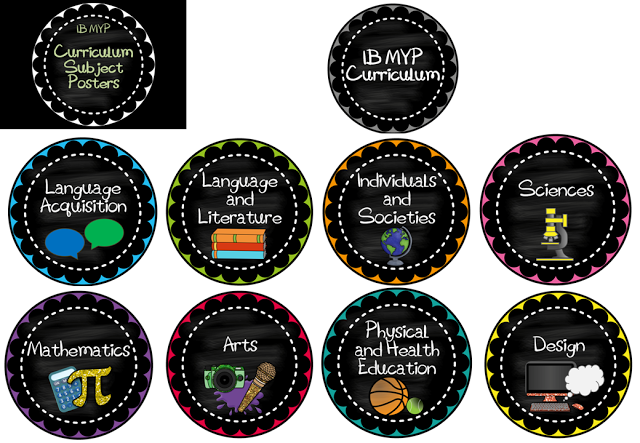 IB MYP
Curriculum
Subject
Posters
IB MYP
Curriculum
Language
Acquisition
Language
and
Literature
Individuals
and
Societies
Sciences
Mathematics
Arts
Physical
and Health
Education
Design